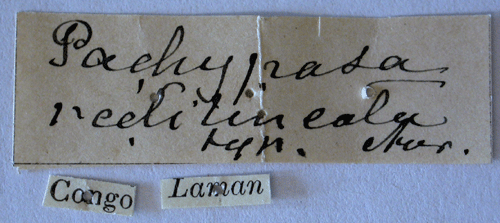 Pachypasa
rectilineata
typ. Aur.
Congo
Laman